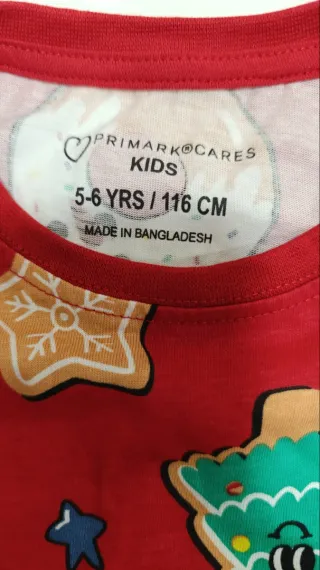 PRIMARK®CARES
KIDS
5-6 YRS / 116 CM
MADE IN BANGLADESH